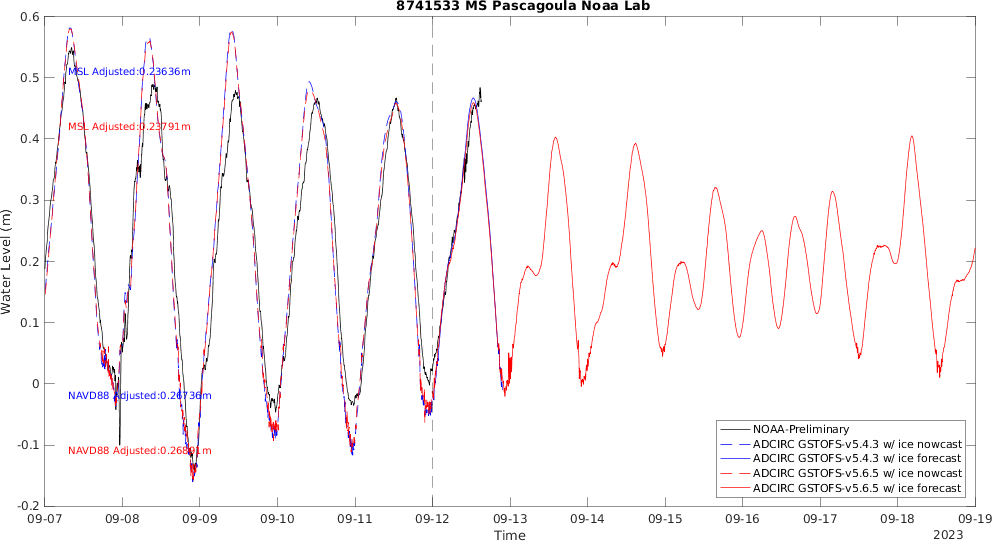 8741533 MS Pascagoula Noaa Lab
0.6
0.5
0.4
0.3
0.2
0.1
0
-0.1
-0.2
Water Level (m)
MSL Adjusted:0.23636m
MSL Adjusted:0.23791m
NAVD88 Adjusted:0.26736m
NAVD88 Adjusted:0.26891m
NOAA-Preliminary
ADCIRC GSTOFS-v5.4.3 w/ ice nowcast
ADCIRC GSTOFS-v5.4.3 w/ ice forecast
ADCIRC GSTOFS-v5.6.5 w/ ice nowcast
ADCIRC GSTOFS-v5.6.5 w/ ice forecast
09-07 09-08 09-09 09-10 09-11 09-12 09-13 09-14 09-15 09-16 09-17 09-18 09-19
Time
2023